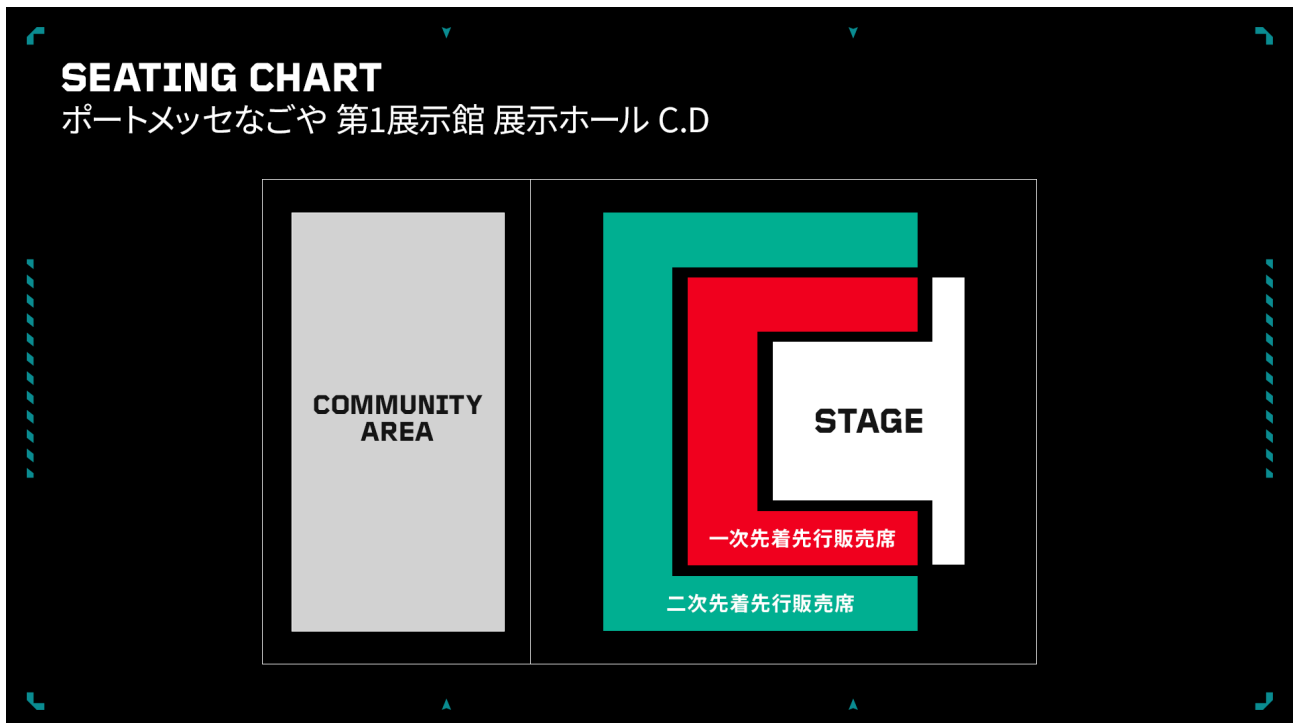 SEATING CHART
ポートメッセなごや 第1展示館 展示ホール C.D
COMMUNITY
AREA
STAGE
一次先着先行販売席
二次先着先行販売席